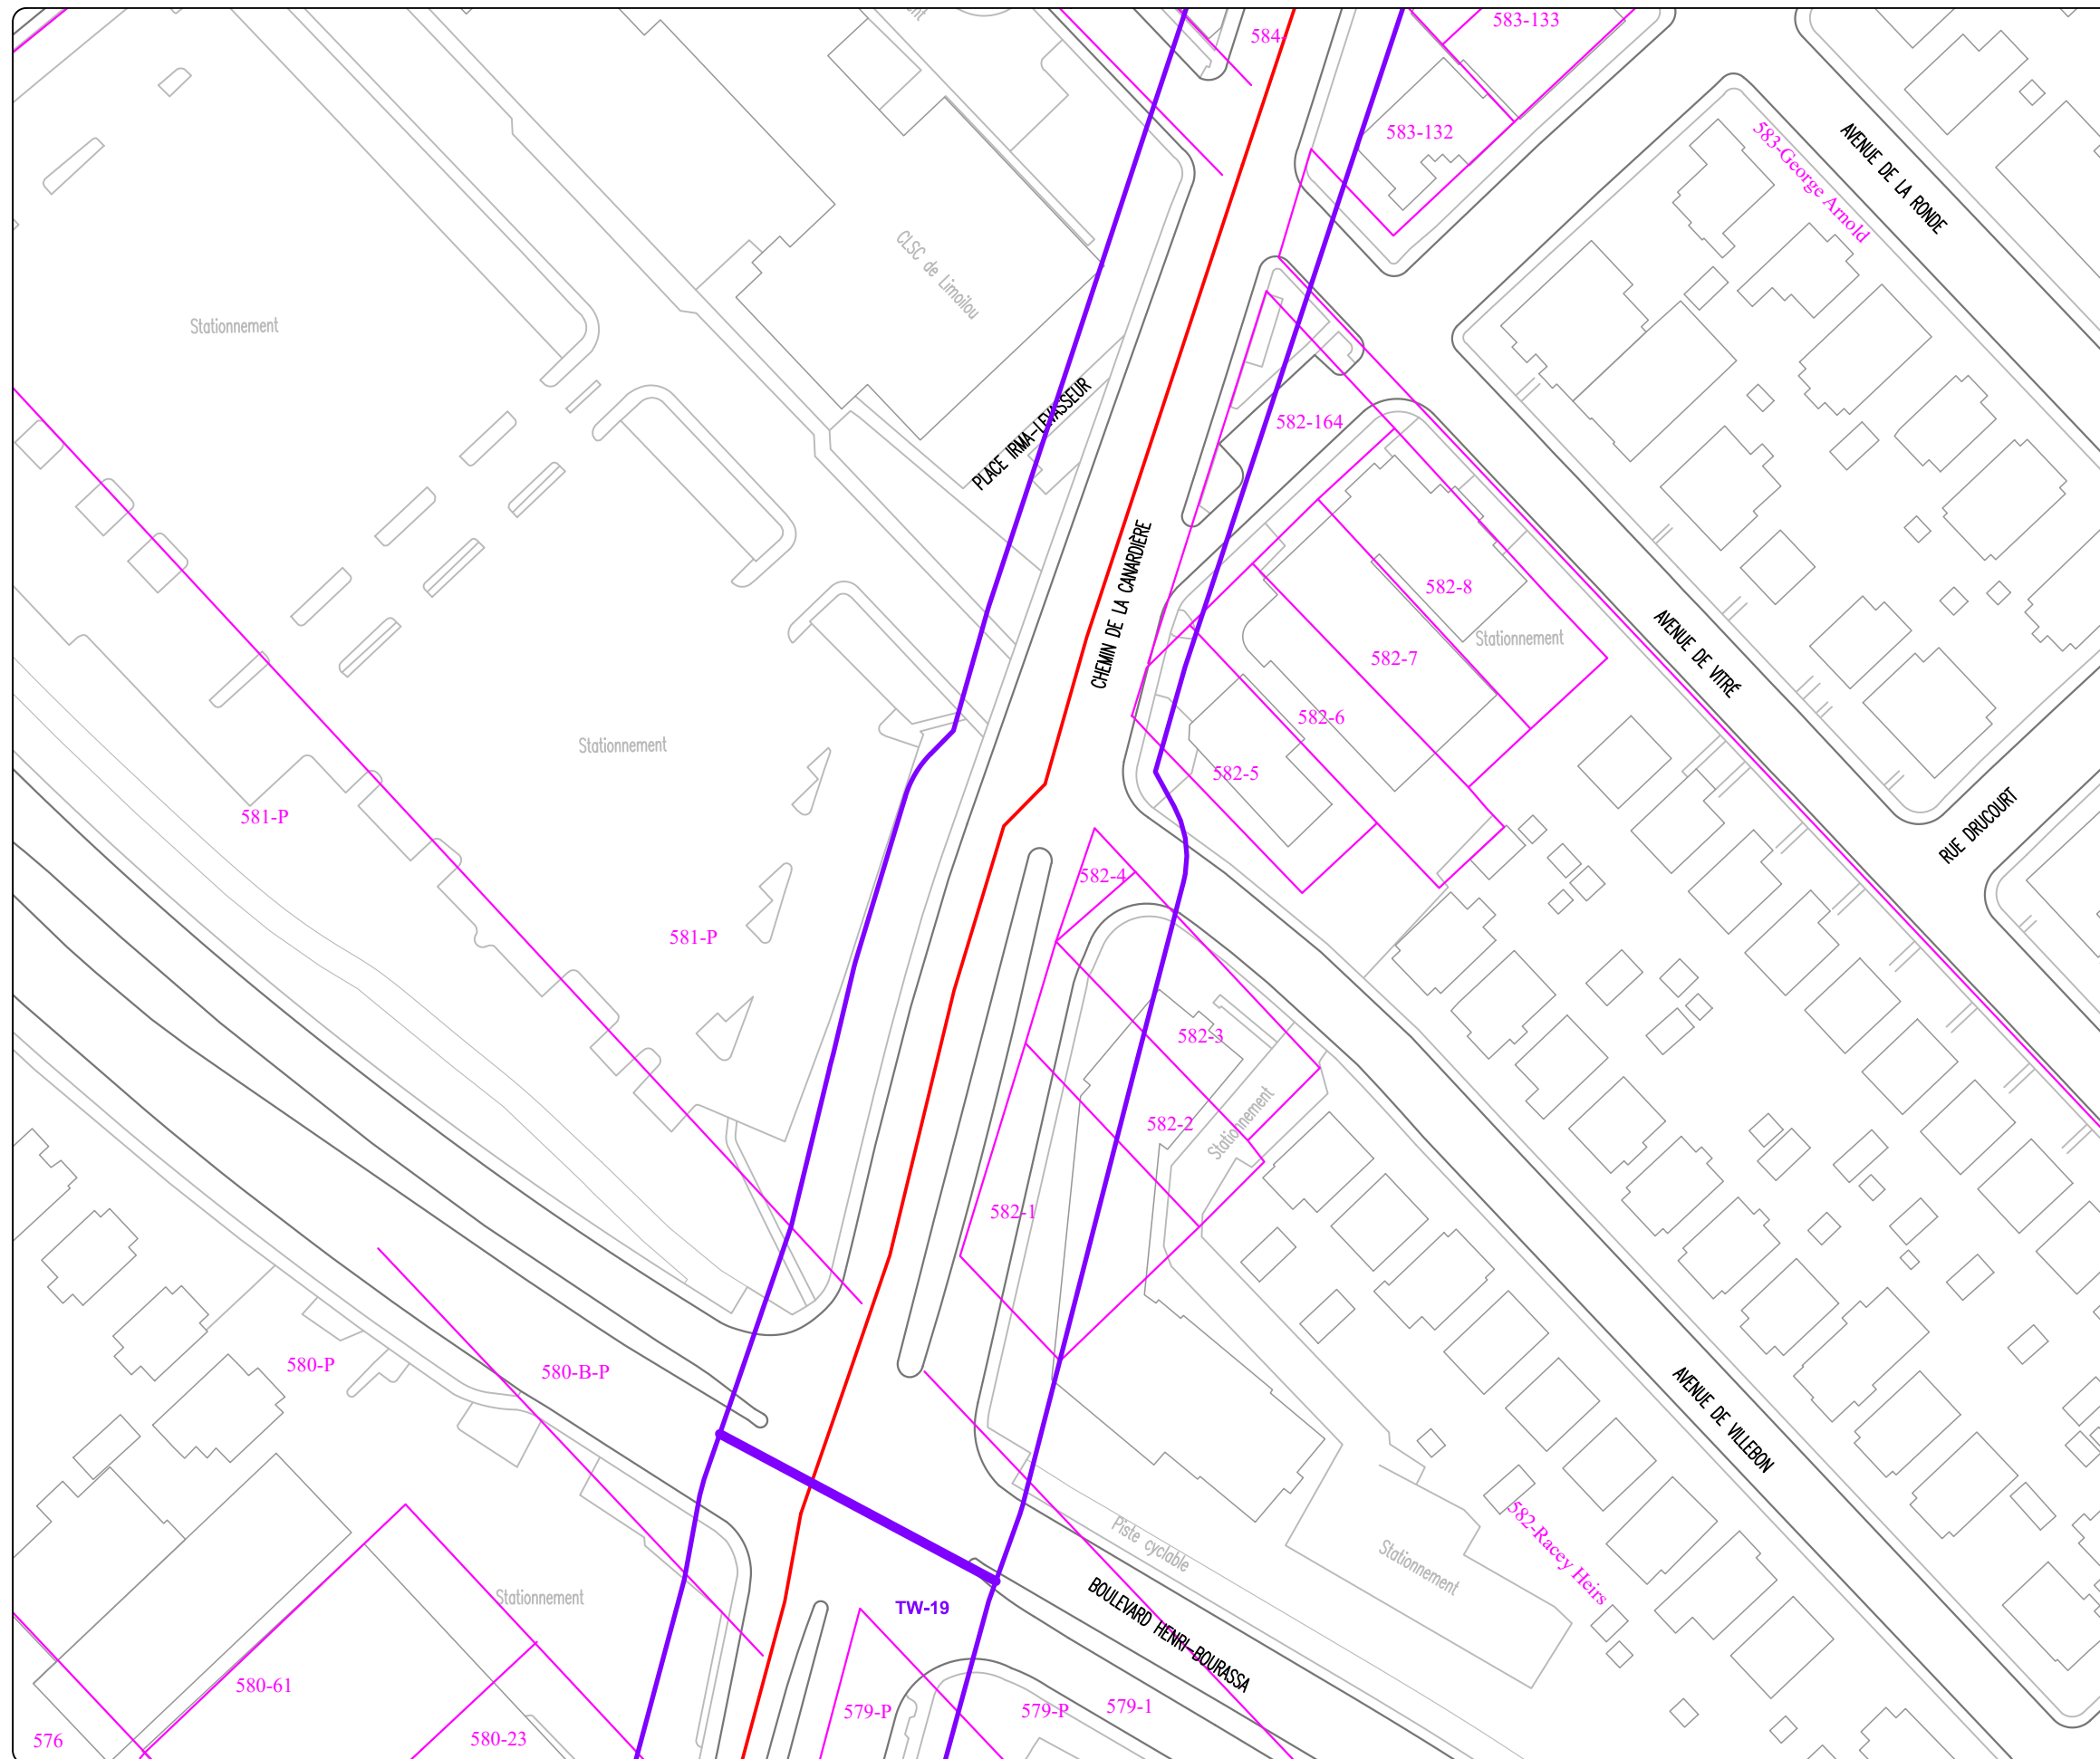 584-
583-133
583-132
583-George Arnold
AVENUE DE LA RONDE
CLSC de Limoilou
Stationnement
PLACE IRMA-LEVASSEUR
582-164
CHEMIN DE LA CANARDIÈRE
582-8
Stationnement
582-7
AVENUE DE VITRÉ
582-6
Stationnement
582-5
581-P
RUE DRUCOURT
582-4
581-P
582-3
582-2
Stationnement
582-1
580-P
580-B-P
AVENUE DE VILLEBON
Piste cyclable
Stationnement
582-Racey Heirs
Stationnement
TW-19
BOULEVARD HENRI-BOURASSA
580-61
579-P
579-P
579-1
576
580-23